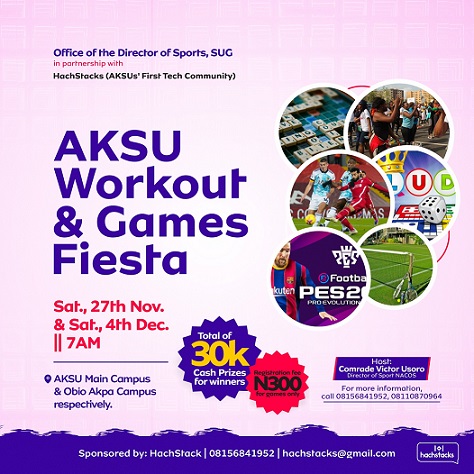 Office of the Director of Sports, SUG
in partnership with
HachStacks (AKSUs' First Tech Community)
AKSU
Workout
& Games
Fiesta
Sat., 27th Nov.
& Sat., 4th Dec.
|| 7AM
AKSU Main Campus
& Obio Akpa Campus
respectively.
Total of
30k
Cash Prizes
for winners
Registration fee
N300
for games only
LUD
eFootba
PES20
PRO EVOLUTION
Host:
Comrade Victor Usoro
Director of Sport NACOS
For more information,
call 08156841952, 08110870964
Sponsored by: HachStack | 08156841952 | hachstacks@gmail.com
hachstacks